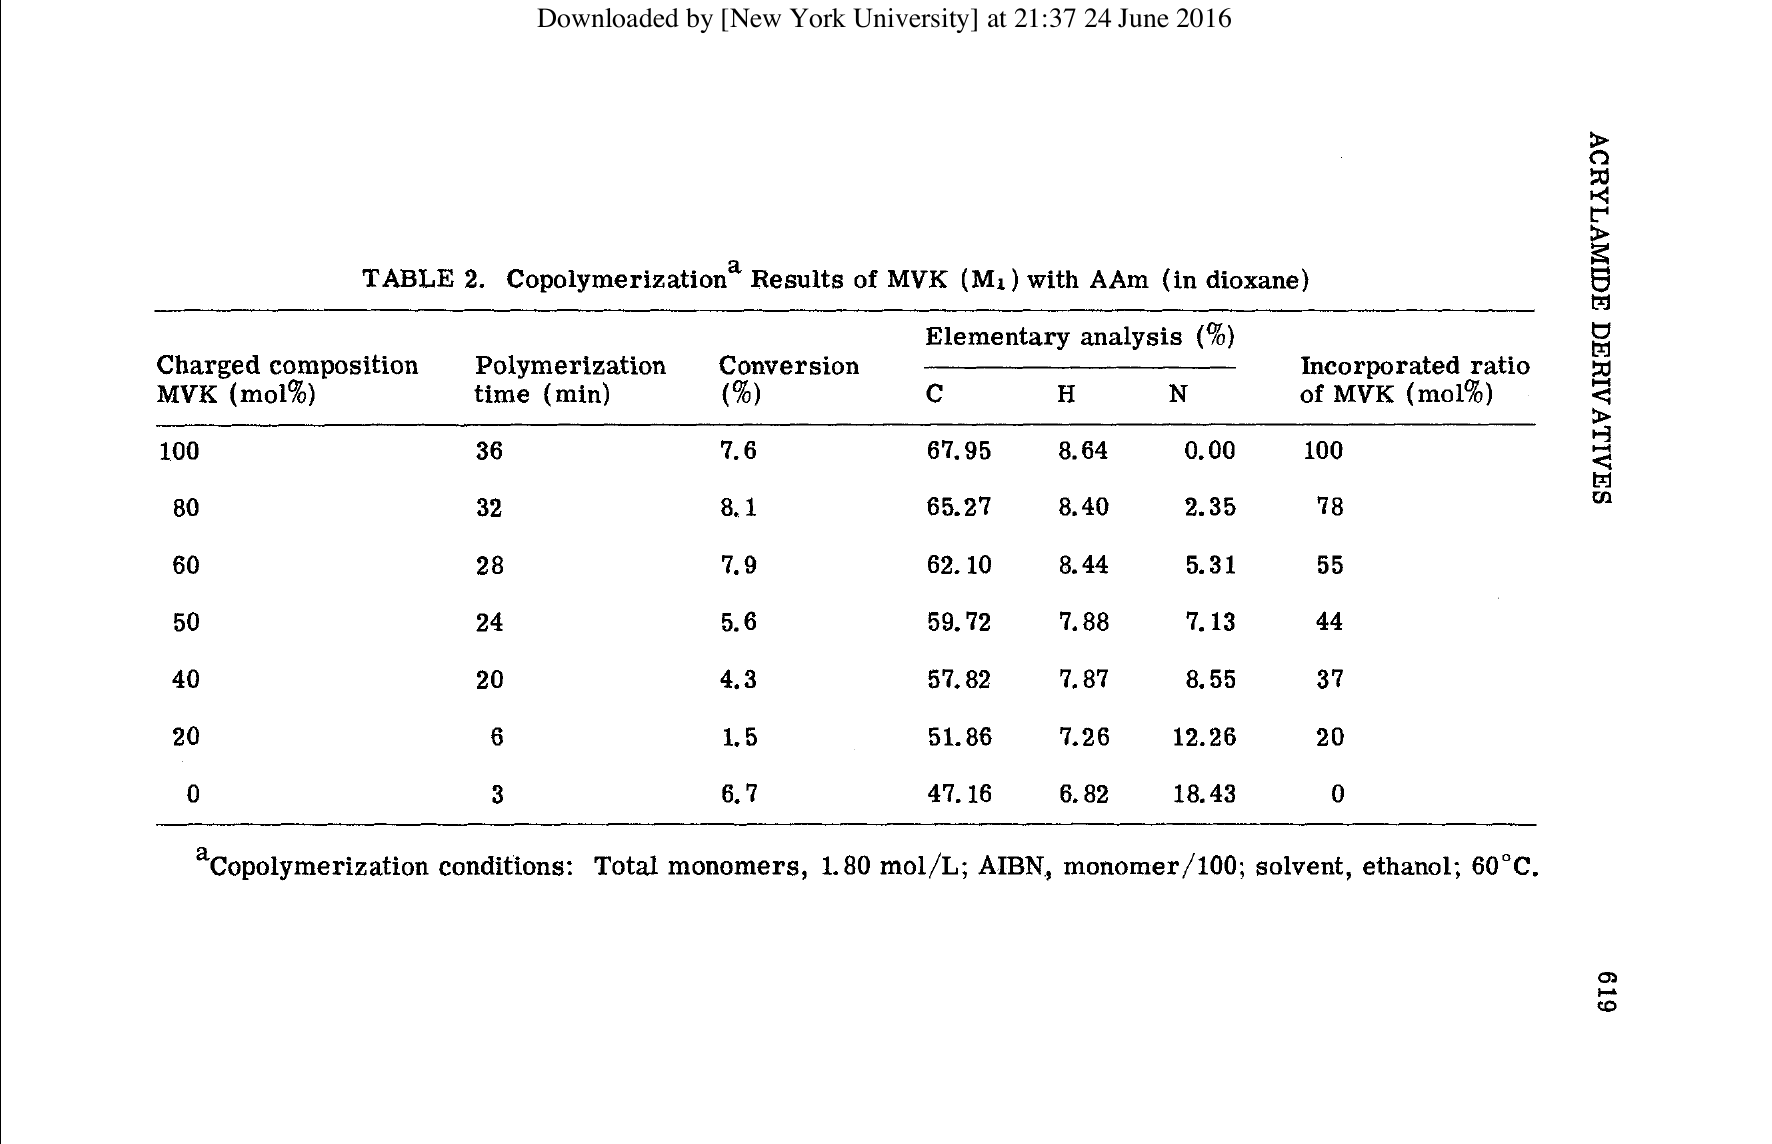 Downloaded by [New York University] at 21:37 24 June 2016
ACRYLAMIDE DERIVATIVES
TABLE 2. Copolymerizationª Results of MVK (M₁) with AAm (in dioxane)
Elementary analysis (%)
Charged composition Polymerization Conversion Incorporated ratio
MVK (mol%) time (min) (%) C H N of MVK (mol%)
100 36 7.6 67.95 8.64 0.00 100
80 32 8.1 65.27 8.40 2.35 78
60 28 7.9 62.10 8.44 5.31 55
50 24 5.6 59.72 7.88 7.13 44
40 20 4.3 57.82 7.87 8.55 37
20 6 1.5 51.86 7.26 12.26 20
0 3 6.7 47.16 6.82 18.43 0
ªCopolymerization conditions: Total monomers, 1.80 mol/L; AIBN, monomer/100; solvent, ethanol; 60°C.
619